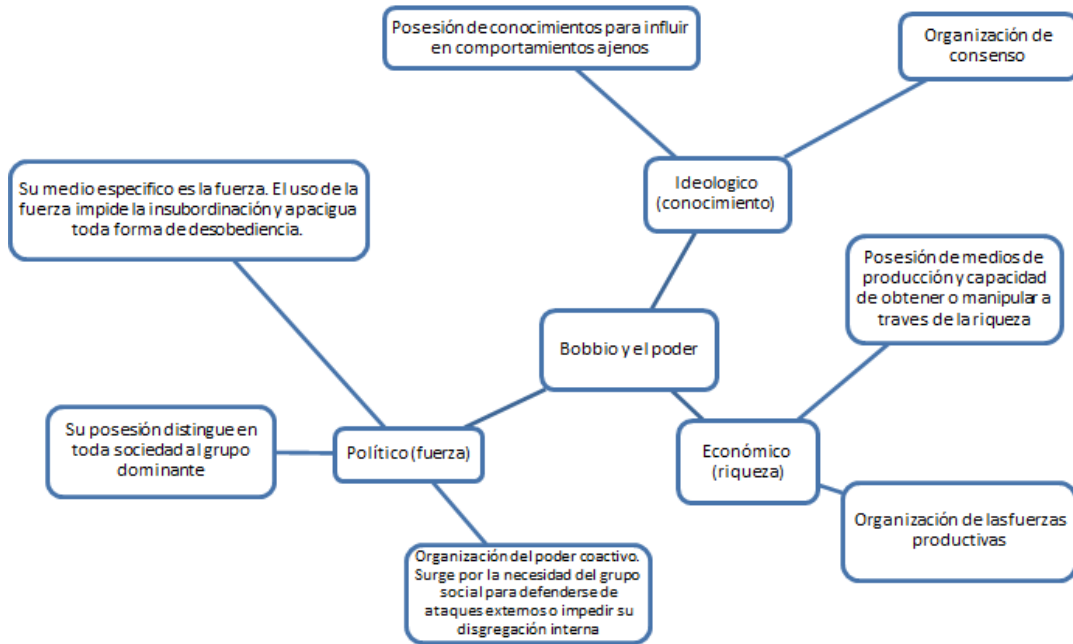 Posesión de conocimientos para influir
en comportamientos ajenos
Organización de
consenso
Su medio especifico es la fuerza. El uso de la
fuerza impide la insubordinación y apacigua
toda forma de desobediencia.
Ideologico
(conocimiento)
Posesión de medios de
producción y capacidad
de obtener o manipular a
traves de la riqueza
Bobbio y el poder
Su posesión distingue en
toda sociedad al grupo
dominante
Político (fuerza)
Económico
(riqueza)
Organización de lasfuerzas
productivas
Organización del poder coactivo.
Surge por la necesidad del grupo
social para defenderse de
ataques externos o impedir su
disgregación interna